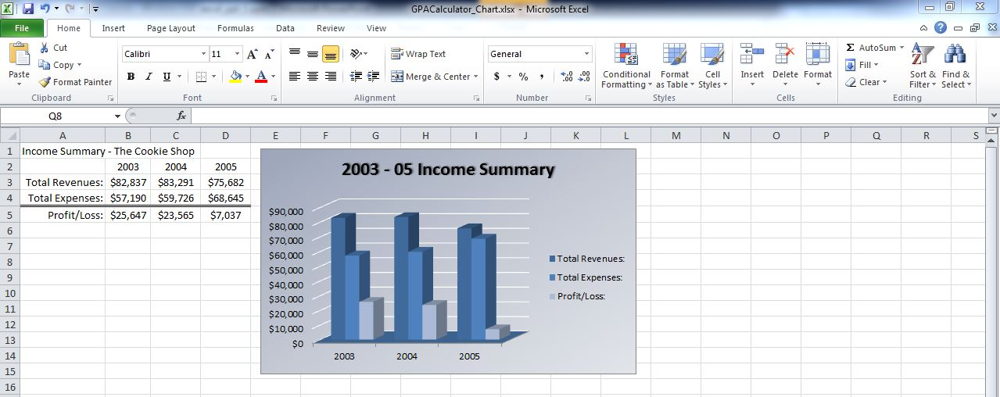 GPACalculator_Chart.xlsx - Microsoft Excel
File Home Insert Page Layout Formulas Data Review View
Paste Cut Calibri 11 A A Wrap Text General Conditional Formatting Format as Table Cell Styles Insert Delete Format Σ AutoSum Sort & Filter Find & Select
Copy B I U A Merge & Center $ % , .0 .00 .00 .0 Fill
Format Painter Clear
Clipboard Font Alignment Number Styles Cells Editing
Q8 fx
A B C D E F G H I J K L M N O P Q R S
1 Income Summary - The Cookie Shop
2 2003 2004 2005
3 Total Revenues: $82,837 $83,291 $75,682
4 Total Expenses: $57,190 $59,726 $68,645
5 Profit/Loss: $25,647 $23,565 $7,037
6
7
8
9
10
11
12
13
14
15
16
2003 - 05 Income Summary
$90,000
$80,000
$70,000
$60,000
$50,000
$40,000
$30,000
$20,000
$10,000
$0
2003 2004 2005
Total Revenues:
Total Expenses:
Profit/Loss: